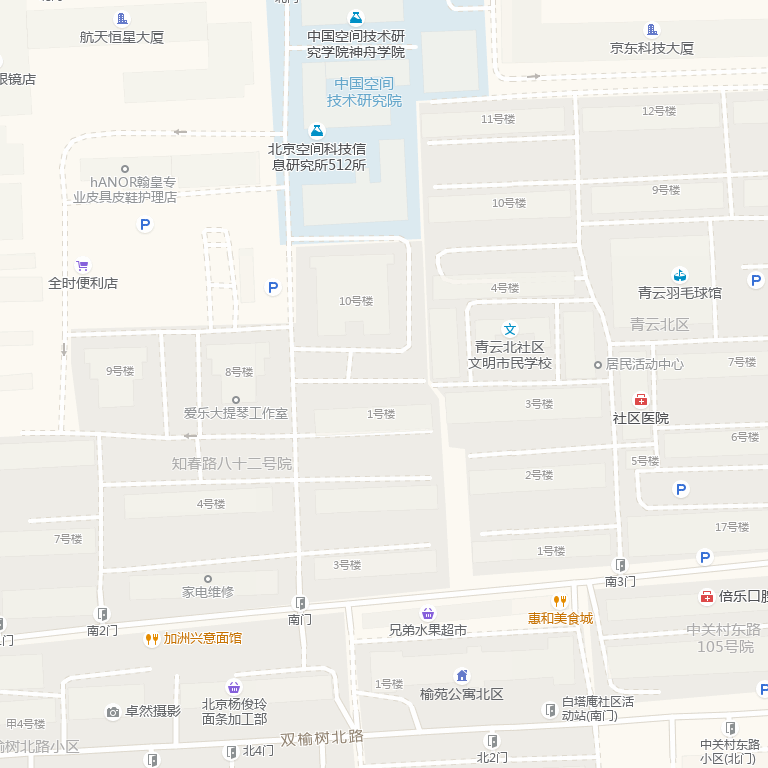 北门
航天恒星大厦
中国空间技术研
究学院神舟学院
京东科技大厦
眼镜店
中国空间
技术研究院
11号楼
12号楼
北京空间科技信
息研究所512所
hANOR翰皇专
业皮具皮鞋护理店
9号楼
10号楼
P
全时便利店
P
10号楼
4号楼
青云羽毛球馆
P
青云北区
文
青云北社区
文明市民学校
居民活动中心
7号楼
9号楼
8号楼
爱乐大提琴工作室
1号楼
3号楼
社区医院
6号楼
知春路八十二号院
5号楼
2号楼
P
4号楼
17号楼
7号楼
3号楼
1号楼
P
家电维修
南3门
南2门
南门
兄弟水果超市
惠和美食城
倍乐口腔
加洲兴意面馆
中关村东路
105号院
1号楼
榆苑公寓北区
P
北京杨俊玲
面条加工部
卓然摄影
白塔庵社区活
动站(南门)
甲4号楼
榆树北路小区
北4门
双榆树北路
北2门
中关村东路
小区(北门)